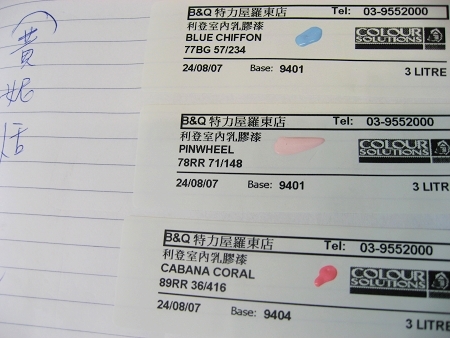 黃
妮
恬
B&Q 特力屋羅東店 Tel: 03-9552000
利登室內乳膠漆
BLUE CHIFFON
77BG 57/234
COLOUR SOLUTIONS
24/08/07 Base: 9401 3 LITRE
B&Q 特力屋羅東店 Tel: 03-9552000
利登室內乳膠漆
PINWHEEL
78RR 71/148
COLOUR SOLUTIONS
24/08/07 Base: 9401 3 LITRE
B&Q 特力屋羅東店 Tel: 03-9552000
利登室內乳膠漆
CABANA CORAL
89RR 36/416
COLOUR SOLUTIONS
24/08/07 Base: 9404 3 LITR